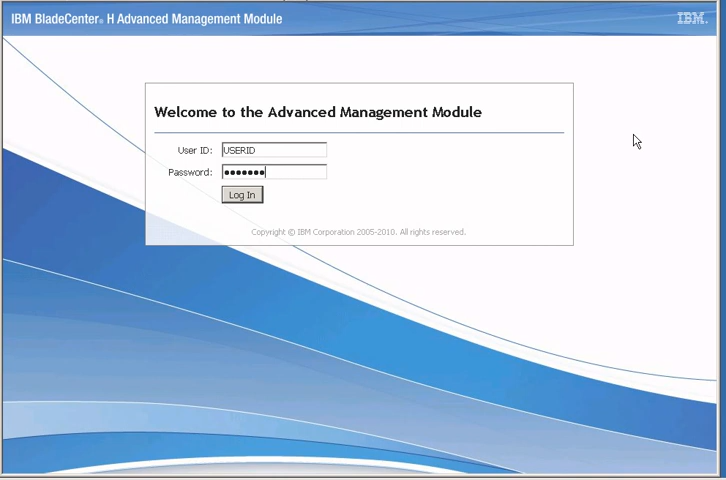 IBM BladeCenter® H Advanced Management Module
IBM.
Welcome to the Advanced Management Module
User ID: USERID
Password: •••••••
Log In
Copyright © IBM Corporation 2005-2010. All rights reserved.